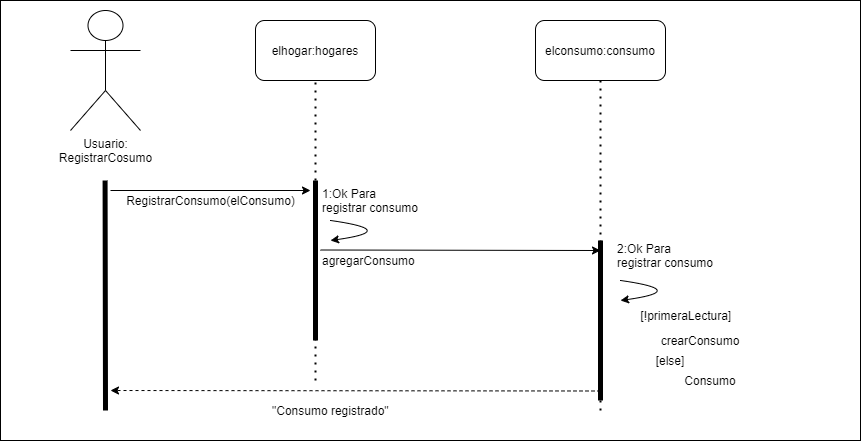 elhogar:hogares
elconsumo:consumo
Usuario:
RegistrarCosumo
RegistrarConsumo(elConsumo)
1:Ok Para
registrar consumo
agregarConsumo
2:Ok Para
registrar consumo
[!primeraLectura]
crearConsumo
[else]
Consumo
"Consumo registrado"